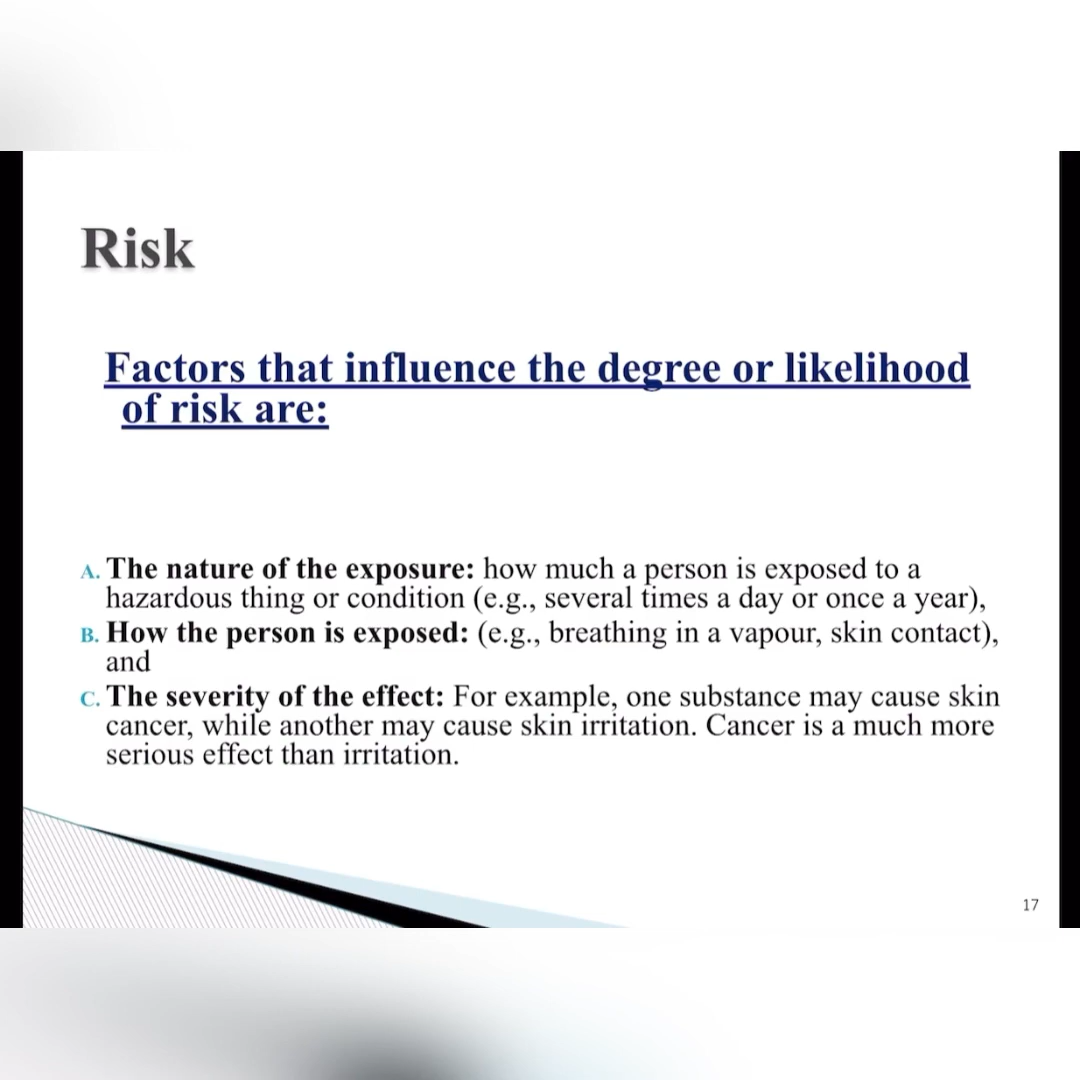 Risk
Factors that influence the degree or likelihood
of risk are:
A. The nature of the exposure: how much a person is exposed to a
hazardous thing or condition (e.g., several times a day or once a year),
B. How the person is exposed: (e.g., breathing in a vapour, skin contact),
and
C. The severity of the effect: For example, one substance may cause skin
cancer, while another may cause skin irritation. Cancer is a much more
serious effect than irritation.
17